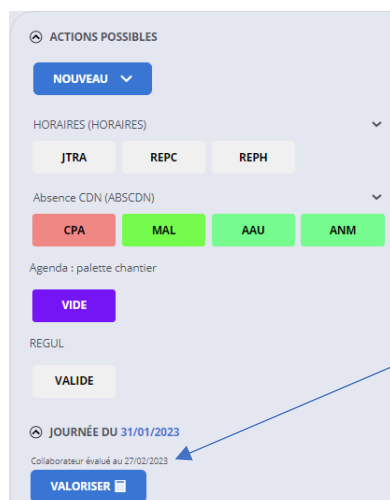 ACTIONS POSSIBLES
NOUVEAU
HORAIRES (HORAIRES)
JTRA REPC REPH
Absence CDN (ABSCDN)
CPA MAL AAU ANM
Agenda : palette chantier
VIDE
REGUL
VALIDE
JOURNÉE DU 31/01/2023
Collaborateur évalué au 27/02/2023
VALORISER